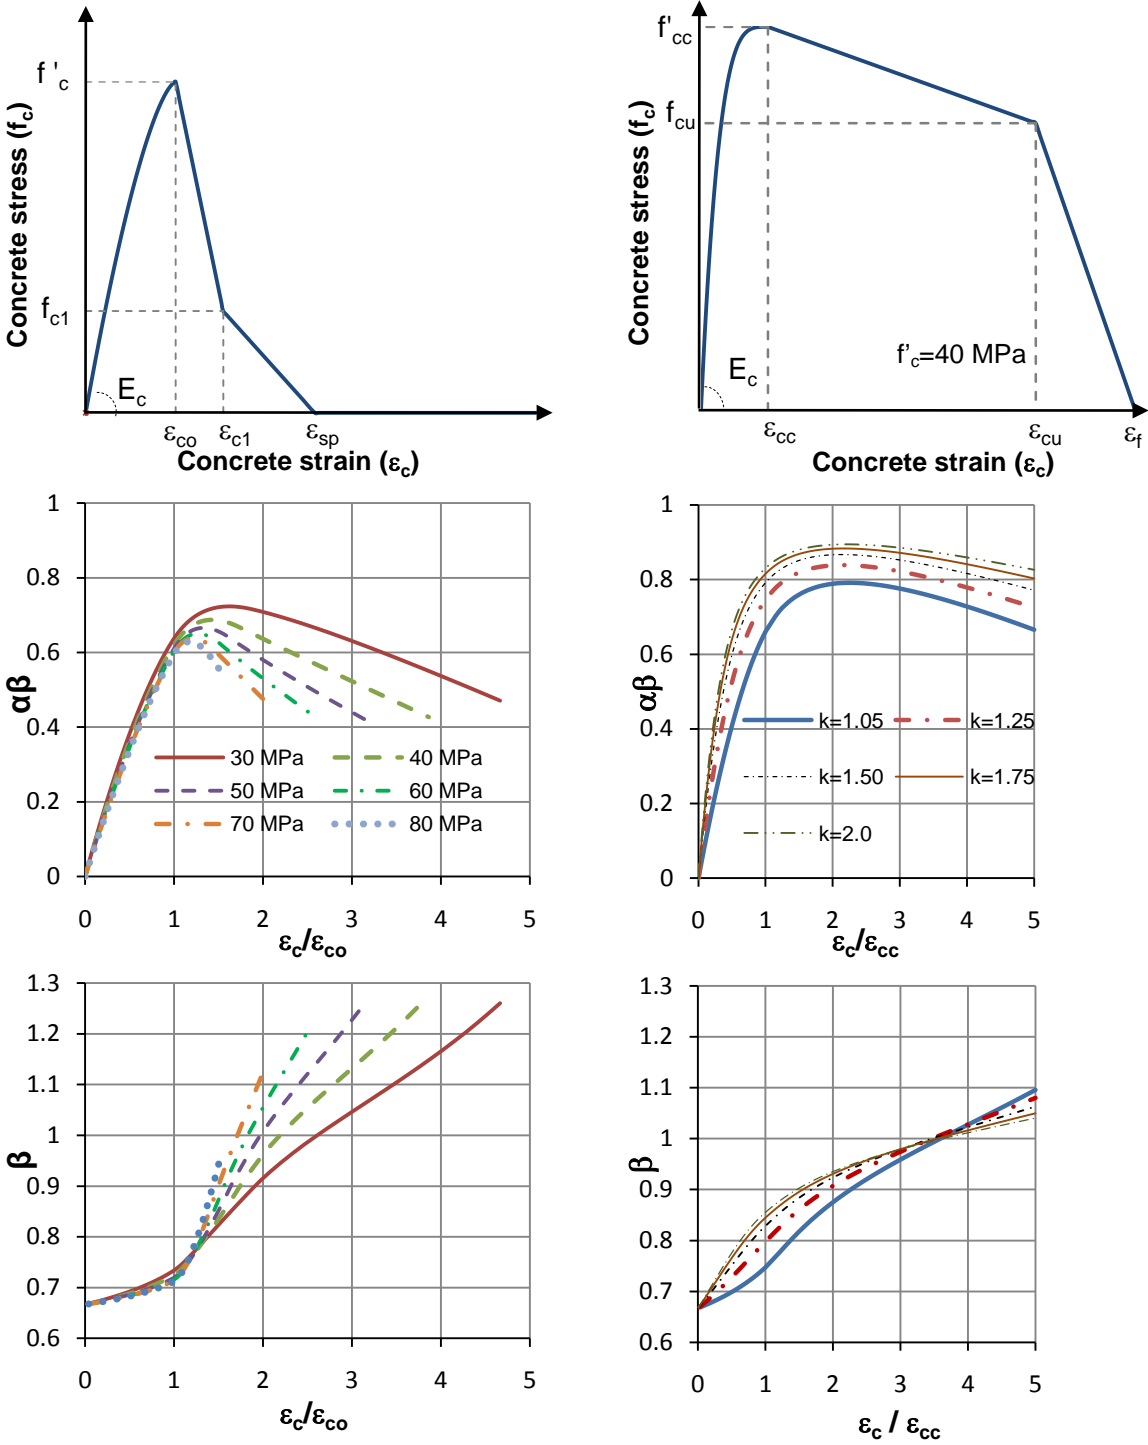 Concrete stress (fc)
f'c
fc1
Ec
εco
εc1
εsp
Concrete strain (εc)
Concrete stress (fc)
f'cc
fcu
Ec
f'c=40 MPa
εcc
εcu
εf
Concrete strain (εc)
αβ
1
0.8
0.6
0.4
0.2
0
30 MPa
40 MPa
50 MPa
60 MPa
70 MPa
80 MPa
0 1 2 3 4 5
εc/εco
αβ
1
0.8
0.6
0.4
0.2
0
k=1.05
k=1.25
k=1.50
k=1.75
k=2.0
0 1 2 3 4 5
εc/εcc
β
1.3
1.2
1.1
1
0.9
0.8
0.7
0.6
0 1 2 3 4 5
εc/εco
β
1.3
1.2
1.1
1.0
0.9
0.8
0.7
0.6
0 1 2 3 4 5
εc / εcc